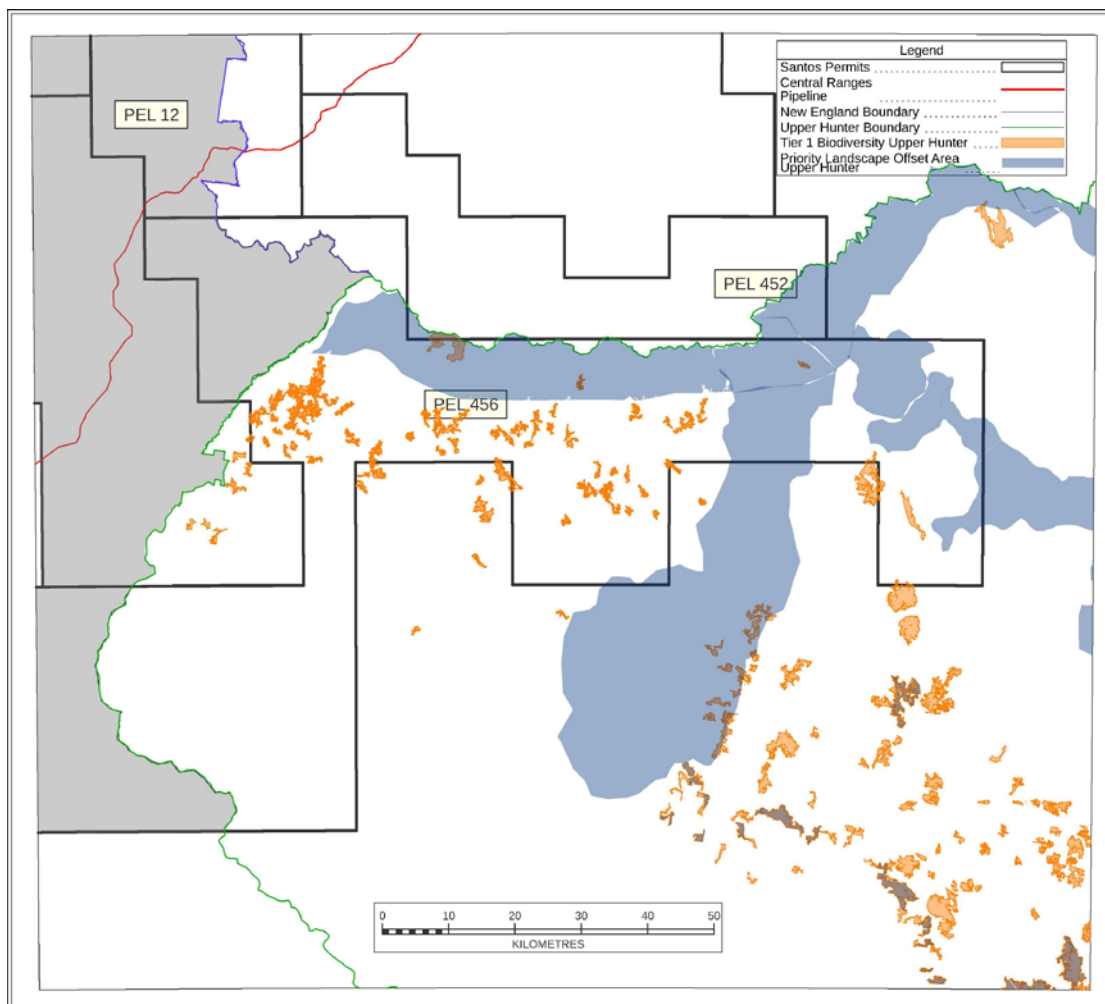 Legend
Santos Permits ......................
Central Ranges
Pipeline .....................
New England Boundary ..................
Upper Hunter Boundary ..................
Tier 1 Biodiversity Upper Hunter .....
Priority Landscape Offset Area
Upper Hunter ......
PEL 12
PEL 452
PEL 456
0 10 20 30 40 50
KILOMETRES